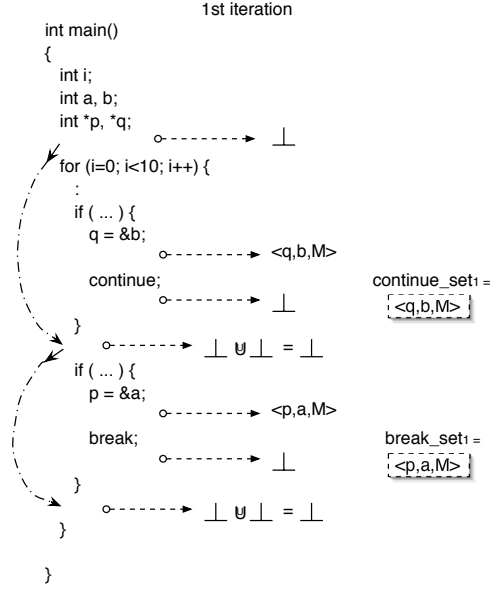 1st iteration
int main()
{
int i;
int a, b;
int *p, *q;
⊥
for (i=0; i<10; i++) {
:
if ( ... ) {
q = &b;
<q,b,M>
continue;
⊥
continue_set1 =
<q,b,M>
}
⊥ ⊎ ⊥ = ⊥
if ( ... ) {
p = &a;
<p,a,M>
break;
⊥
break_set1 =
<p,a,M>
}
⊥ ⊎ ⊥ = ⊥
}
}